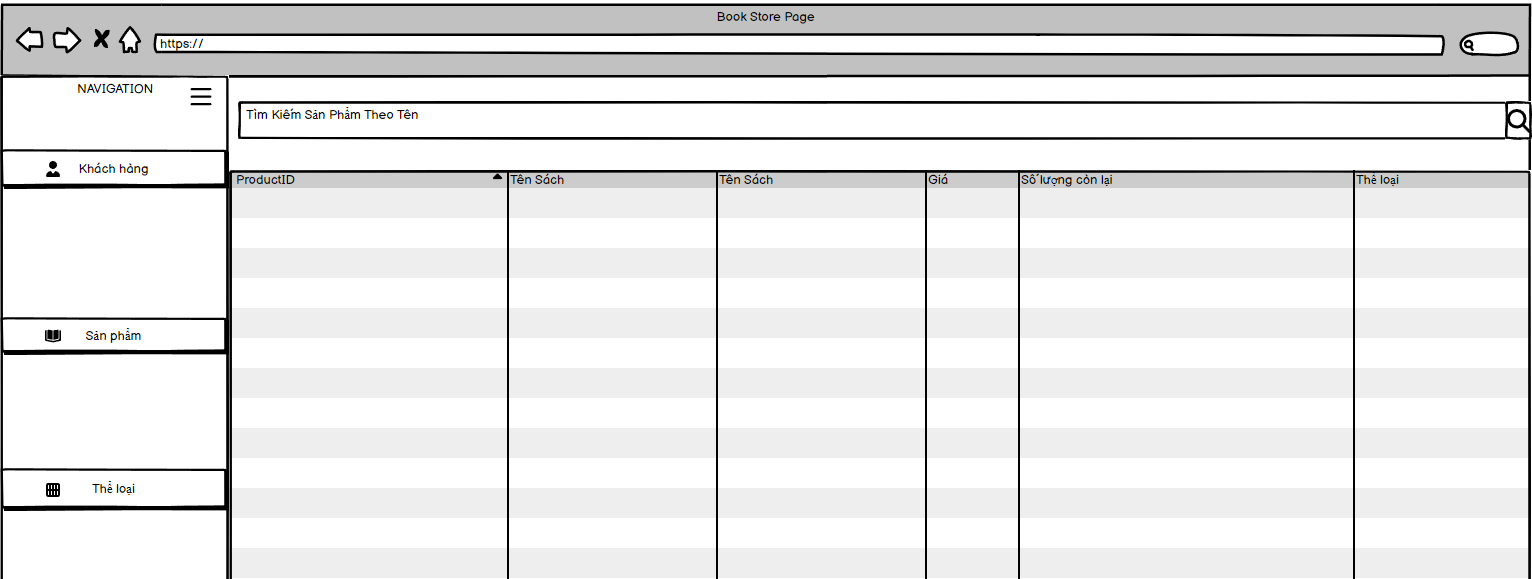 Book Store Page
https://
NAVIGATION
Tìm Kiếm Sản Phẩm Theo Tên
Khách hàng
ProductID Tên Sách Tên Sách Giá Số lượng còn lại Thể loại
Sản phẩm
Thể loại